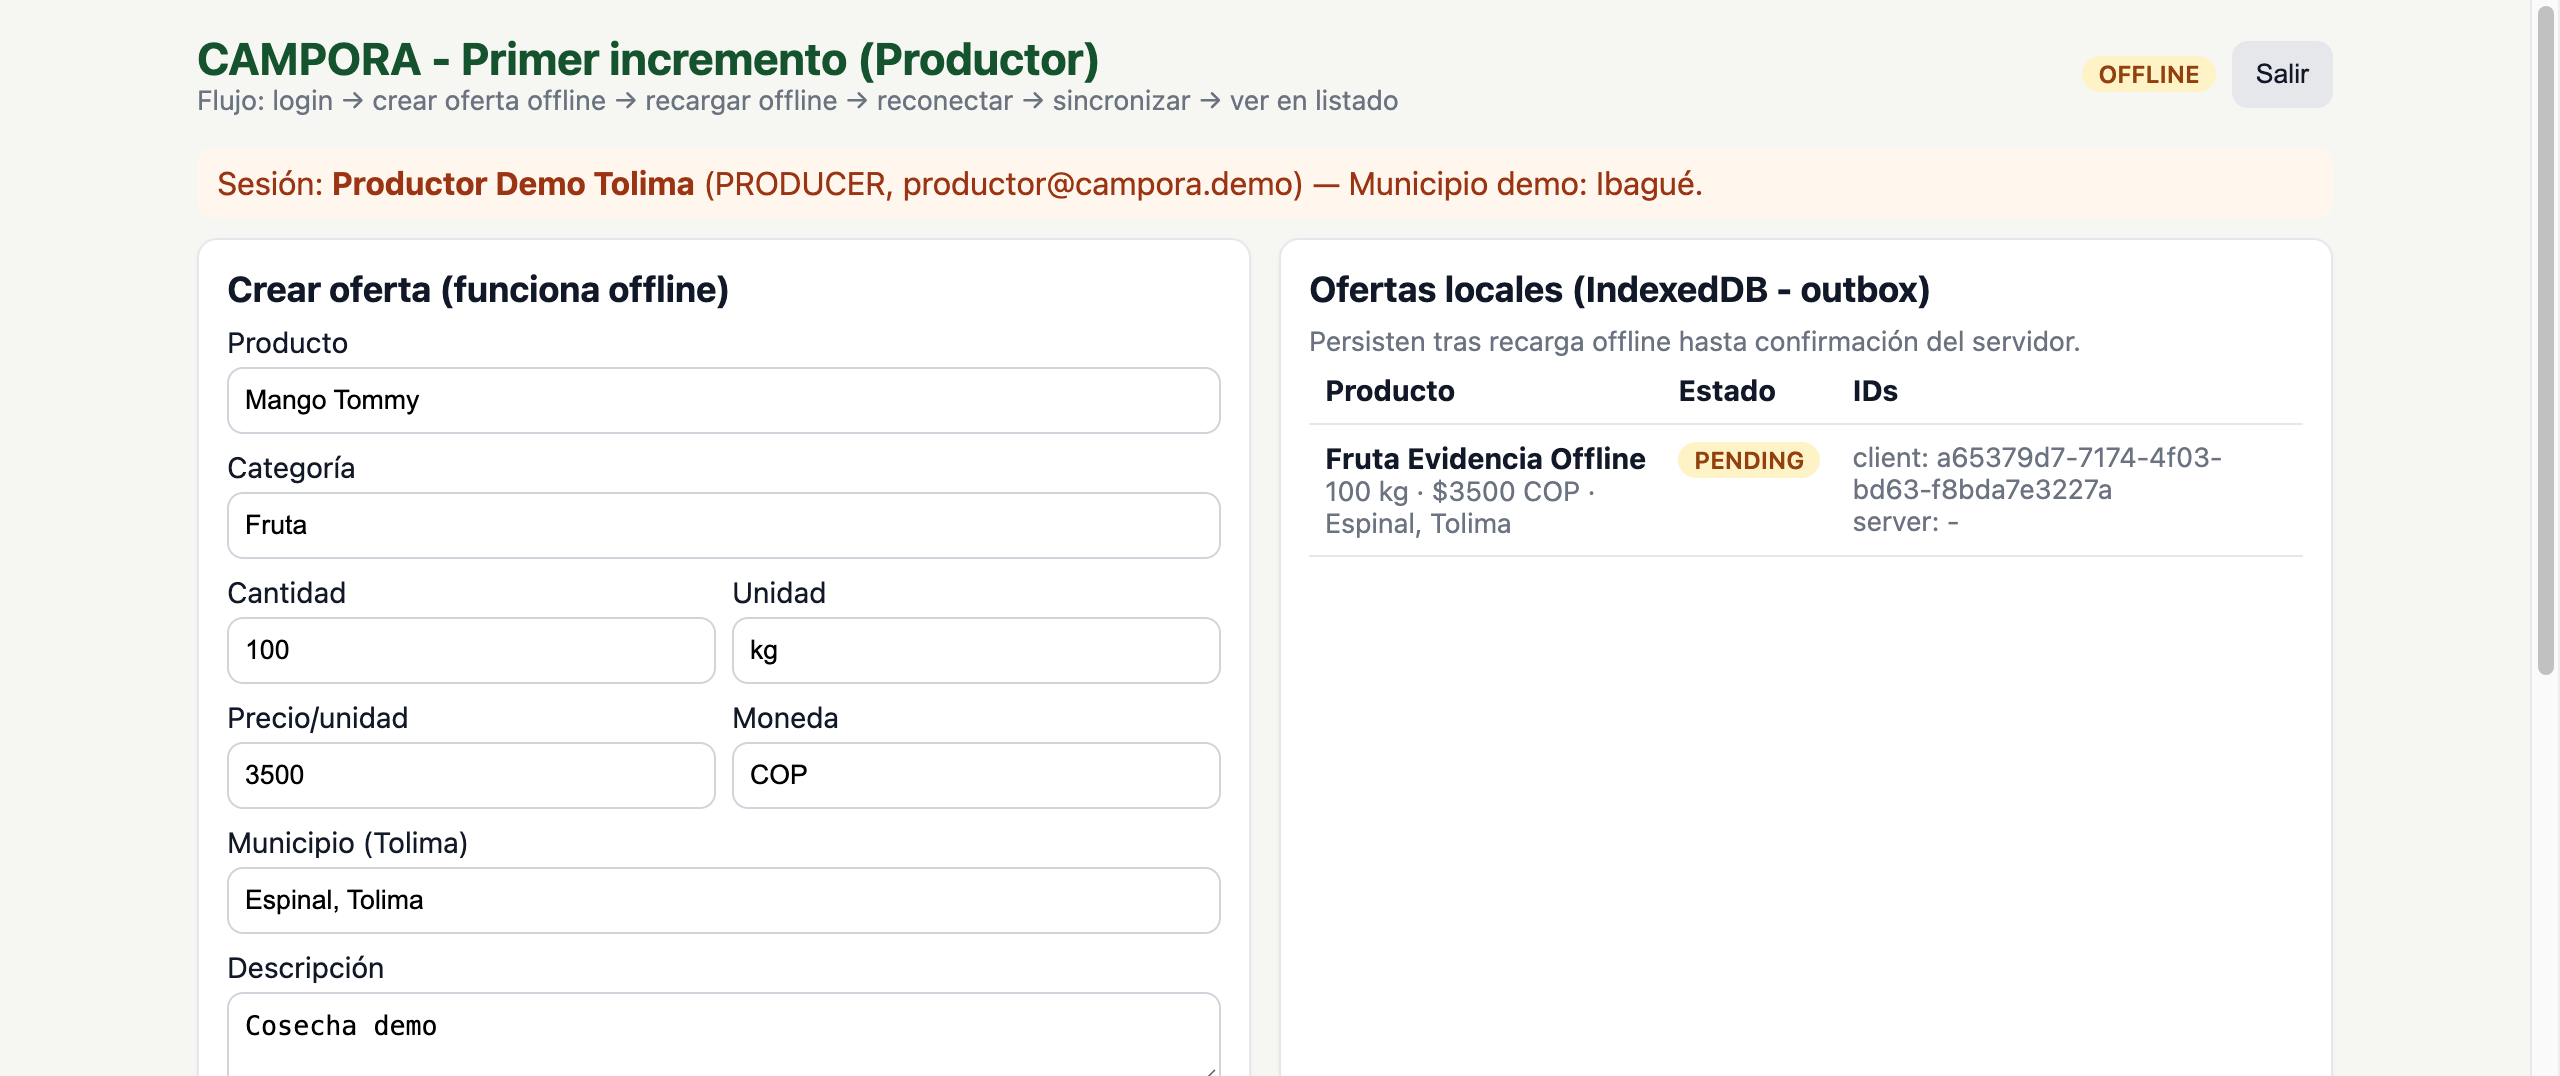 CAMPORA - Primer incremento (Productor)
Flujo: login → crear oferta offline → recargar offline → reconectar → sincronizar → ver en listado
OFFLINE
Salir
Sesión: Productor Demo Tolima (PRODUCER, productor@campora.demo) — Municipio demo: Ibagué.
Crear oferta (funciona offline)
Producto
Mango Tommy
Categoría
Fruta
Cantidad
Unidad
100
kg
Precio/unidad
Moneda
3500
COP
Municipio (Tolima)
Espinal, Tolima
Descripción
Cosecha demo
Ofertas locales (IndexedDB - outbox)
Persisten tras recarga offline hasta confirmación del servidor.
Producto
Estado
IDs
Fruta Evidencia Offline
100 kg · $3500 COP ·
Espinal, Tolima
PENDING
client: a65379d7-7174-4f03-
bd63-f8bda7e3227a
server: -